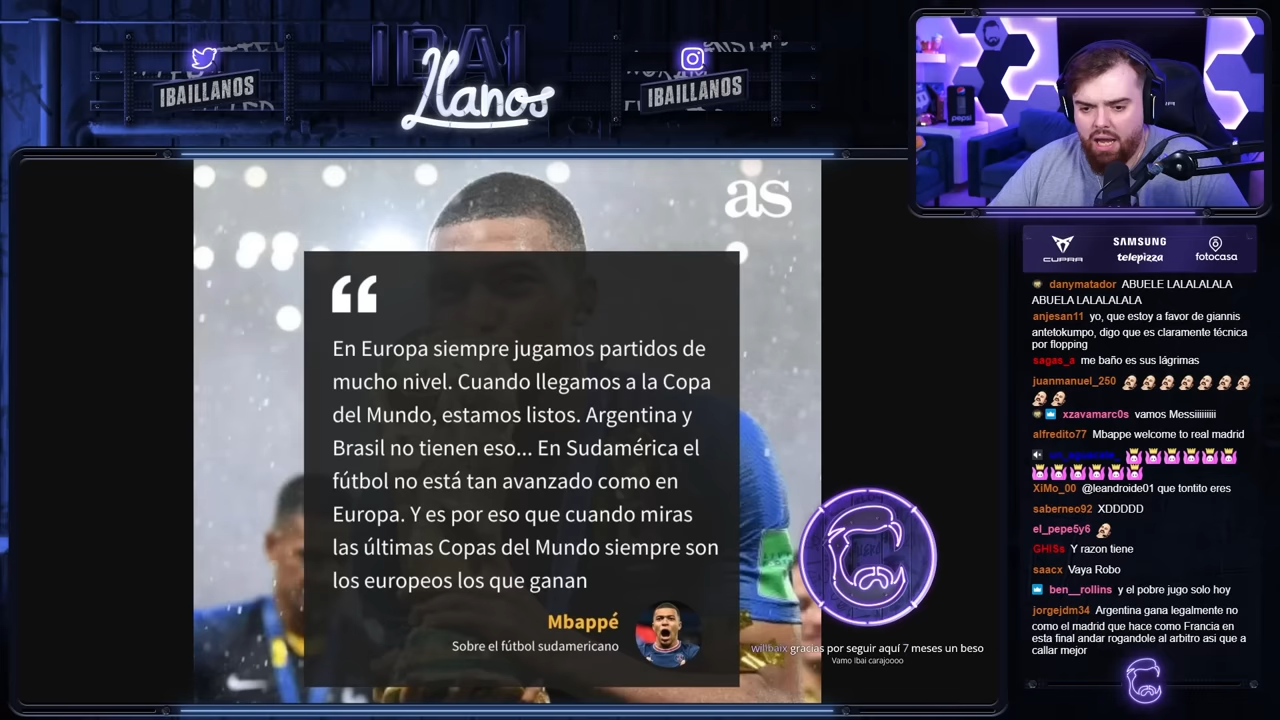 IBAI
Llanos
IBAILLANOS
IBAILLANOS
as
pepsi
“
En Europa siempre jugamos partidos de
mucho nivel. Cuando llegamos a la Copa
del Mundo, estamos listos. Argentina y
Brasil no tienen eso... En Sudamérica el
fútbol no está tan avanzado como en
Europa. Y es por eso que cuando miras
las últimas Copas del Mundo siempre son
los europeos los que ganan
Mbappé
Sobre el fútbol sudamericano
willbaix gracias por seguir aquí 7 meses un beso
Vamo Ibai carajoooo
CUPRA
SAMSUNG
telepizza
fotocasa
danymatador ABUELE LALALALALA
ABUELA LALALALALA
anjesan11 yo, que estoy a favor de giannis
antetokumpo, digo que es claramente técnica
por flopping
sagas_a me baño es sus lágrimas
juanmanuel_250
xzavamarc0s vamos Messiiiiiiiii
alfredito77 Mbappe welcome to real madrid
XiMo_00 @leandroide01 que tontito eres
saberneo92 XDDDDD
el_pepe5y6
GHISs Y razon tiene
saacx Vaya Robo
ben__rollins y el pobre jugo solo hoy
jorgejdm34 Argentina gana legalmente no
como el madrid que hace como Francia en
esta final andar rogandole al arbitro asi que a
callar mejor